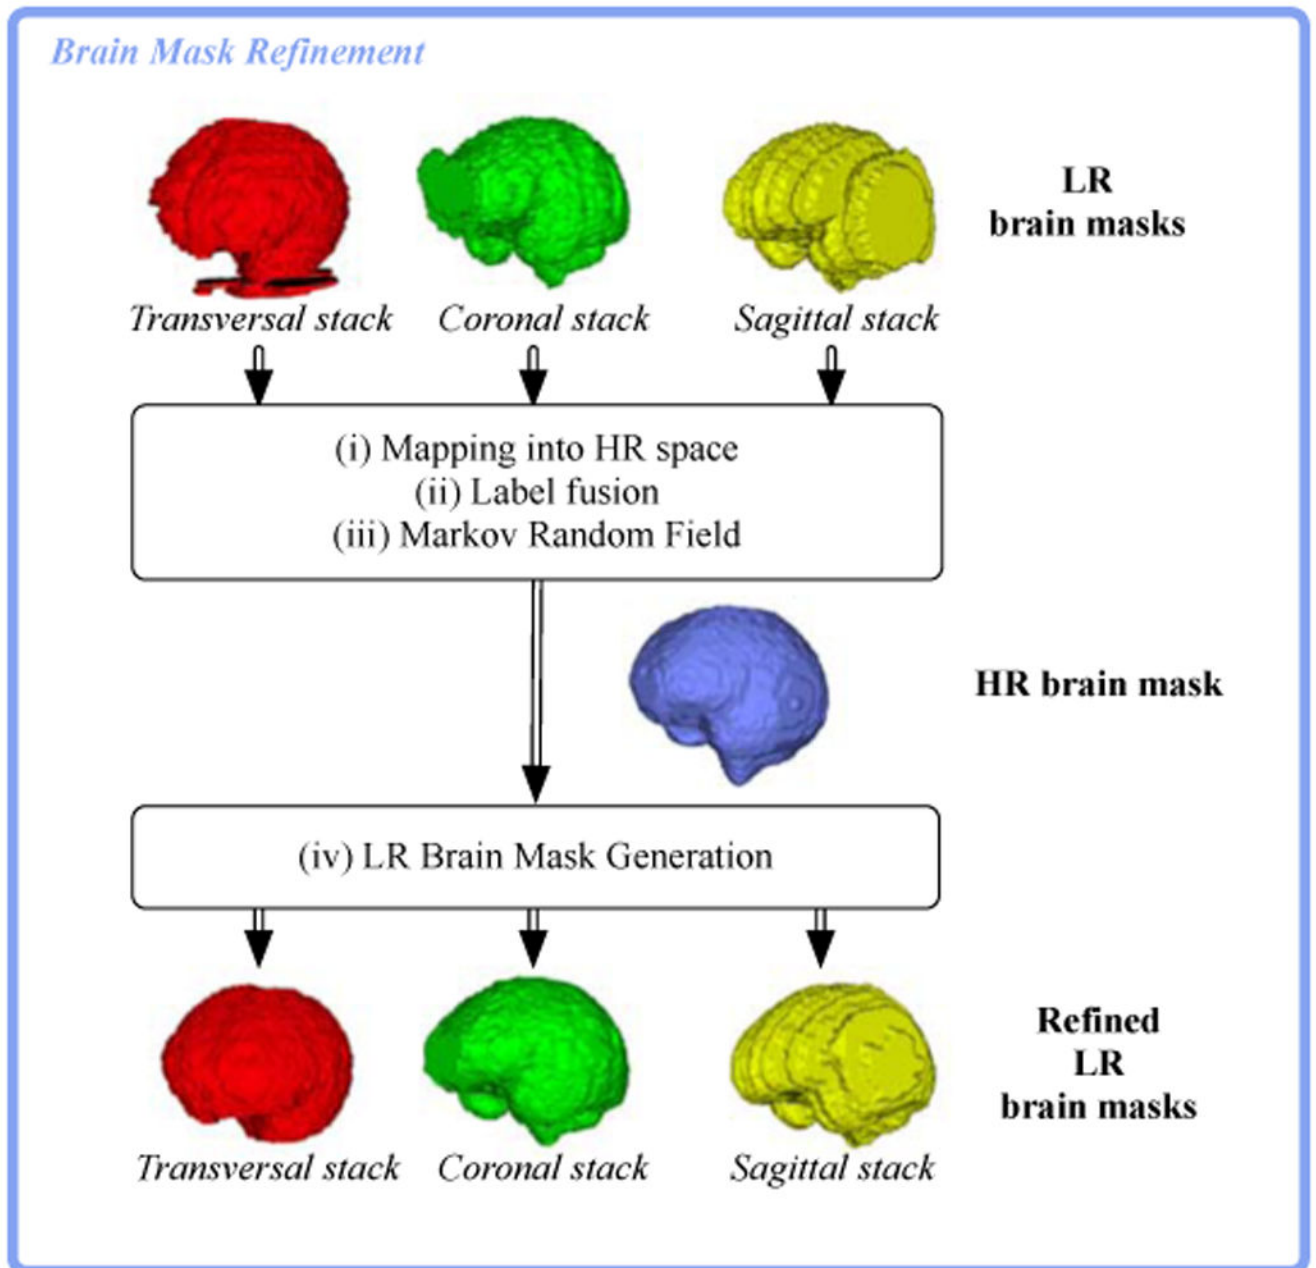 Brain Mask Refinement
LR
brain masks
Transversal stack
Coronal stack
Sagittal stack
(i) Mapping into HR space
(ii) Label fusion
(iii) Markov Random Field
HR brain mask
(iv) LR Brain Mask Generation
Refined
LR
brain masks
Transversal stack
Coronal stack
Sagittal stack